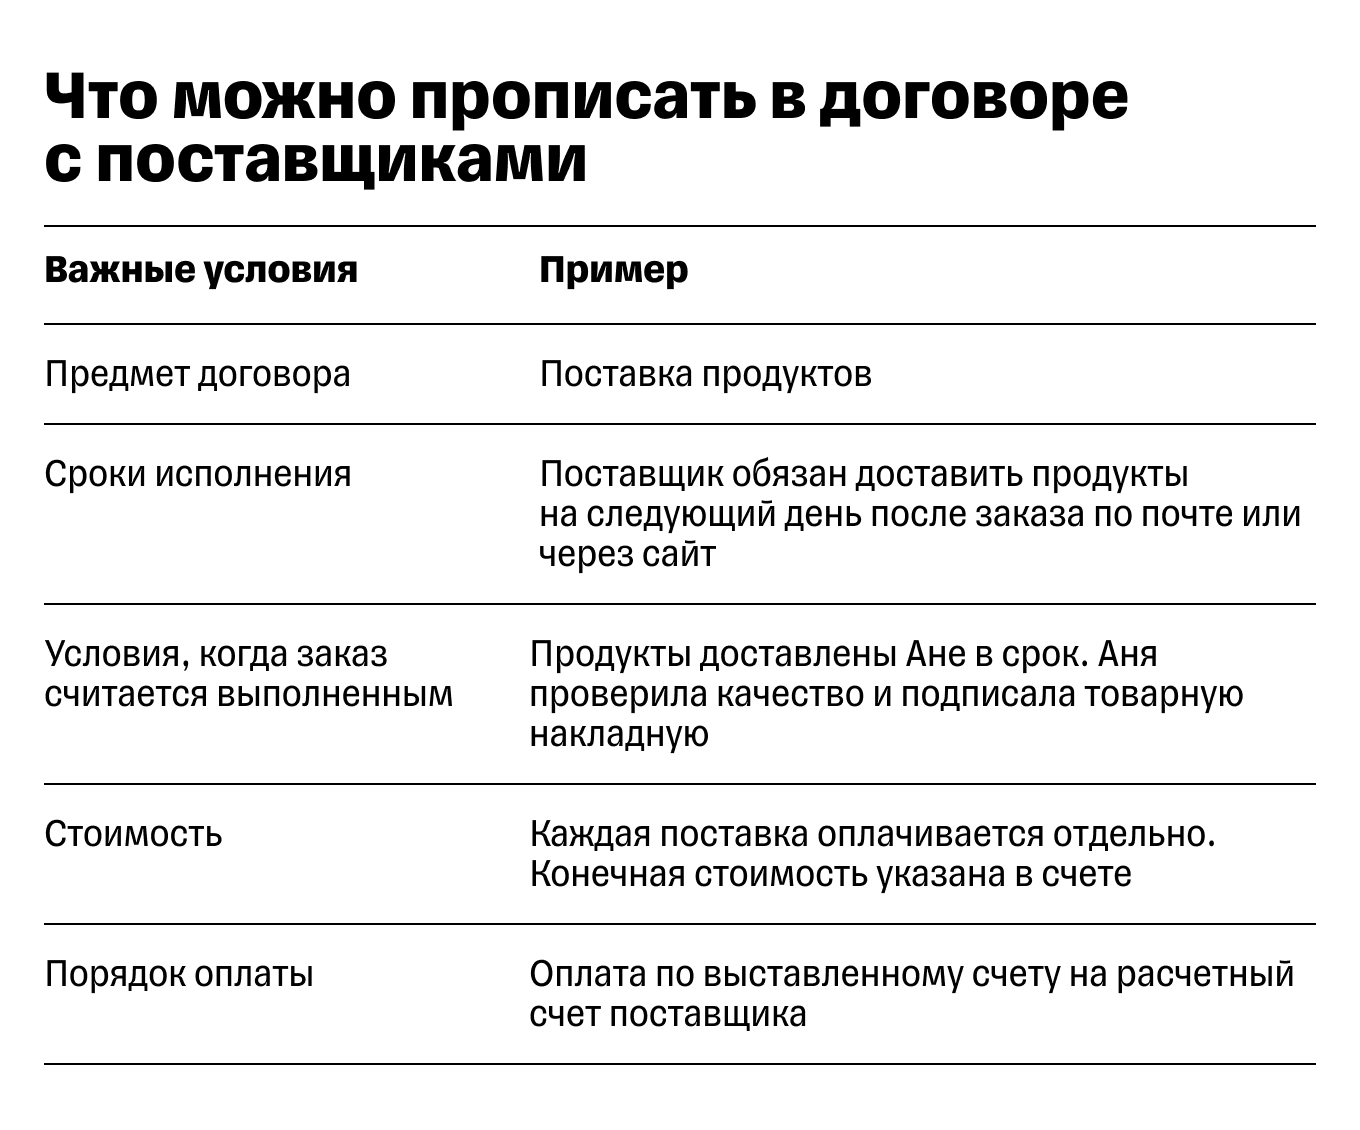 Что можно прописать в договоре
с поставщиками
Важные условия
Пример
Предмет договора
Поставка продуктов
Сроки исполнения
Поставщик обязан доставить продукты
на следующий день после заказа по почте или
через сайт
Условия, когда заказ
считается выполненным
Продукты доставлены Ане в срок. Аня
проверила качество и подписала товарную
накладную
Стоимость
Каждая поставка оплачивается отдельно.
Конечная стоимость указана в счете
Порядок оплаты
Оплата по выставленному счету на расчетный
счет поставщика